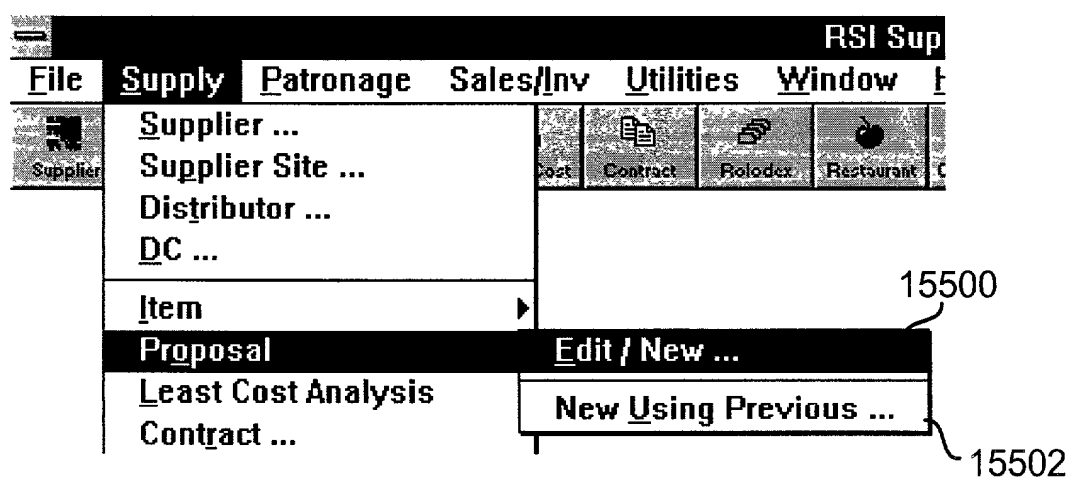 RSI Sup
File Supply Patronage Sales/Inv Utilities Window H
Supplier Cost Contract Rolodex Restaurant C
Supplier ...
Supplier Site ...
Distributor ...
DC ...
Item
Proposal
Least Cost Analysis
Contract ...
15500
Edit / New ...
New Using Previous ...
15502